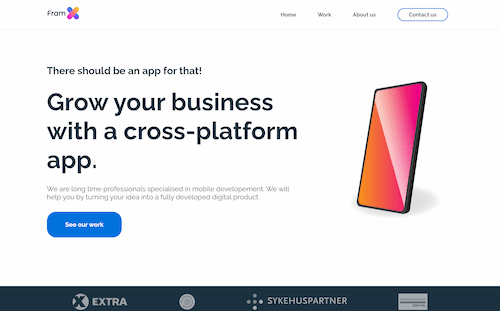 Fram
Home
Work
About us
Contact us
There should be an app for that!
Grow your business
with a cross-platform
app.
We are long time professionals specialised in mobile developement. We will
help you by turning your idea into a fully developed digital product.
See our work
EXTRA
SYKEHUSPARTNER